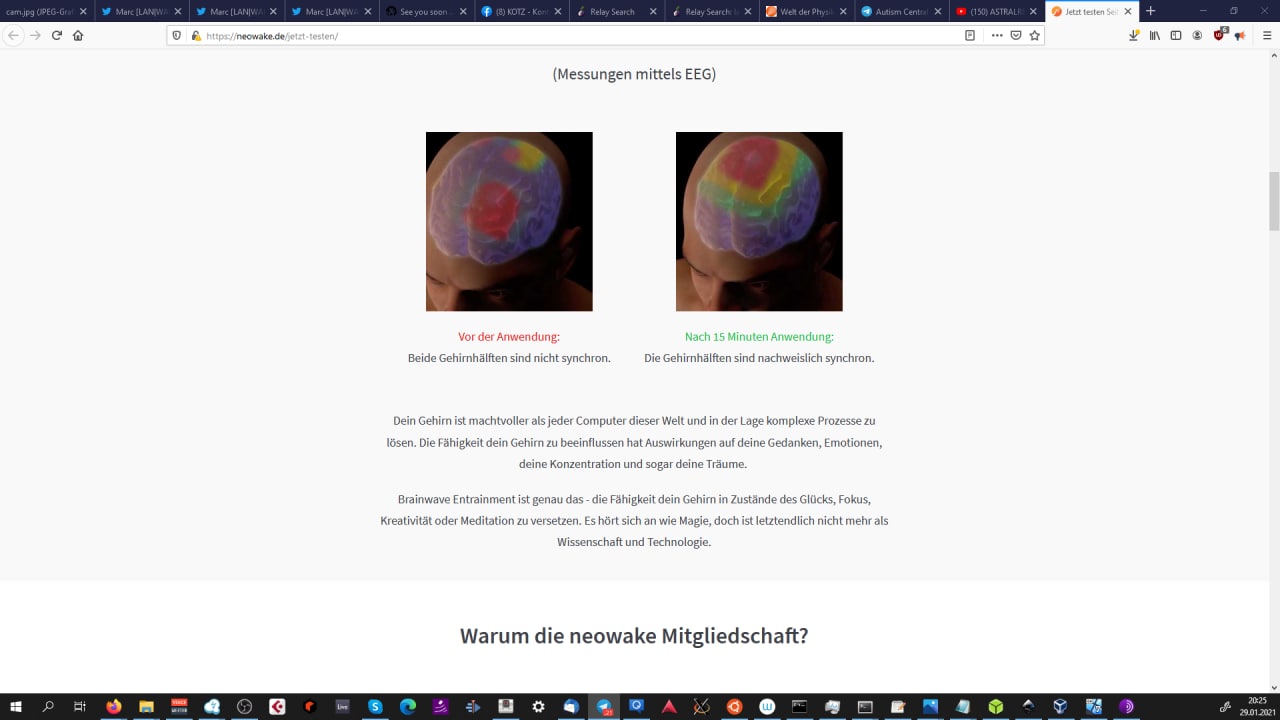 cam.jpg (JPEG-Graf
Marc [LAN]WA
Marc [LAN]WA
Marc [LAN]WA
See you soon
(8) KOTZ - Kon
Relay Search
Relay Search:
Welt der Physik
Autism Central
(150) ASTRALR
Jetzt testen Sei
https://neowake.de/jetzt-testen/
6
(Messungen mittels EEG)
Vor der Anwendung:
Beide Gehirnhälften sind nicht synchron.
Nach 15 Minuten Anwendung:
Die Gehirnhälften sind nachweislich synchron.
Dein Gehirn ist machtvoller als jeder Computer dieser Welt und in der Lage komplexe Prozesse zu
lösen. Die Fähigkeit dein Gehirn zu beeinflussen hat Auswirkungen auf deine Gedanken, Emotionen,
deine Konzentration und sogar deine Träume.
Brainwave Entrainment ist genau das - die Fähigkeit dein Gehirn in Zustände des Glücks, Fokus,
Kreativität oder Meditation zu versetzen. Es hört sich an wie Magie, doch ist letztendlich nicht mehr als
Wissenschaft und Technologie.
Warum die neowake Mitgliedschaft?
Live
20:25
29.01.2021